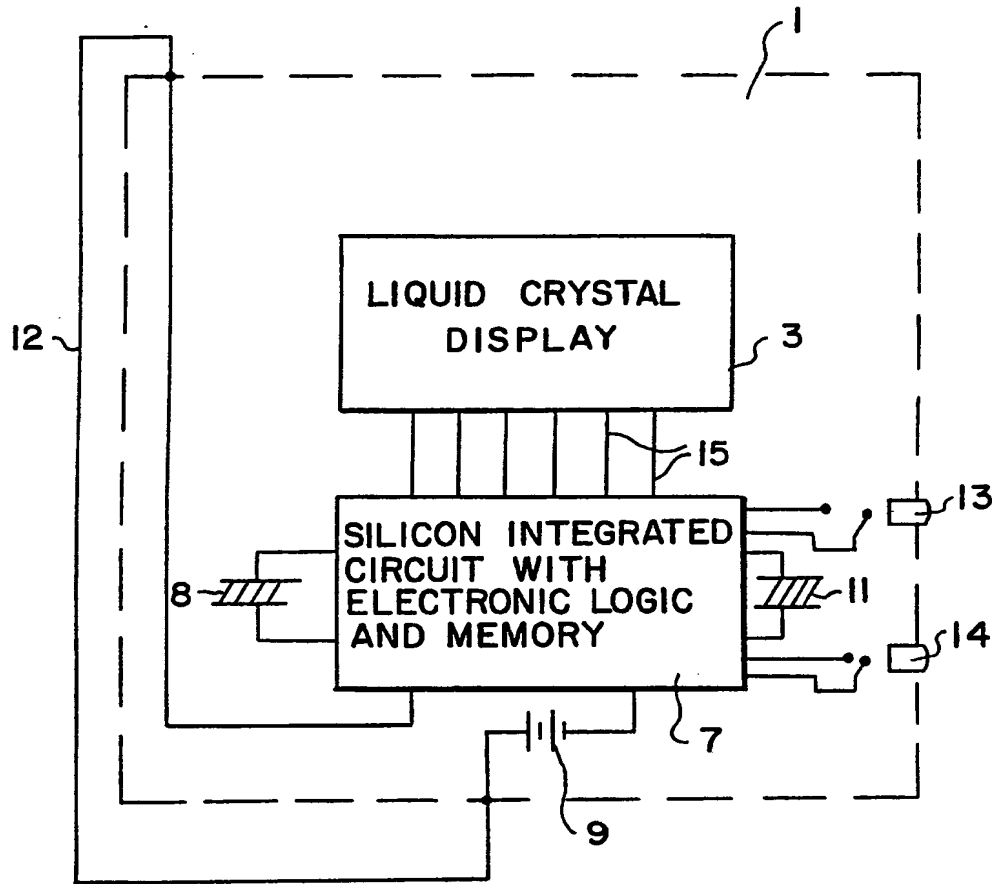 1
LIQUID CRYSTAL
DISPLAY
12
3
15
13
SILICON INTEGRATED
CIRCUIT WITH
ELECTRONIC LOGIC
AND MEMORY
8
11
14
7
9